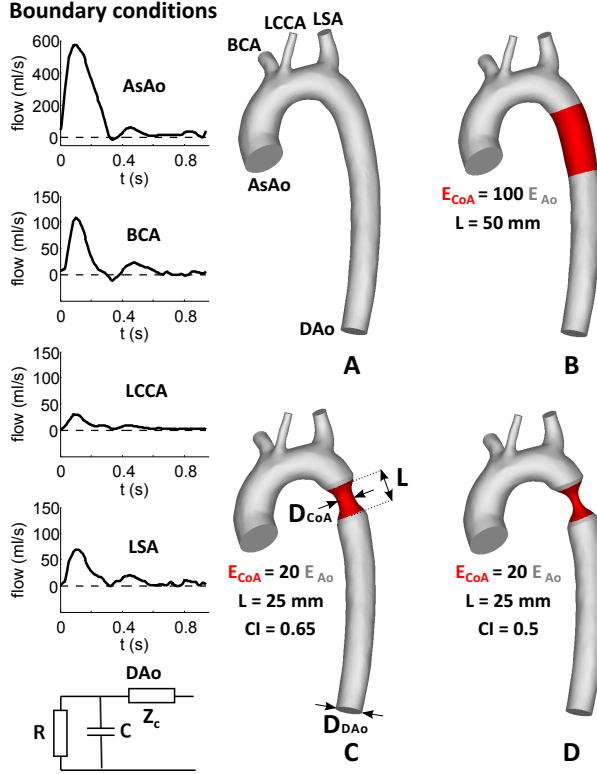 Boundary conditions
600
400
200
0
flow (ml/s)
AsAo
0 0.4 0.8
t (s)
150
100
50
0
flow (ml/s)
BCA
0 0.4 0.8
t (s)
150
100
50
0
flow (ml/s)
LCCA
0 0.4 0.8
t (s)
150
100
50
0
flow (ml/s)
LSA
0 0.4 0.8
t (s)
DAo
R
C
Zc
BCA
LCCA
LSA
AsAo
DAo
A
ECoA = 100 EAo
L = 50 mm
B
L
DCoA
ECoA = 20 EAo
L = 25 mm
CI = 0.65
DDAo
C
ECoA = 20 EAo
L = 25 mm
CI = 0.5
D